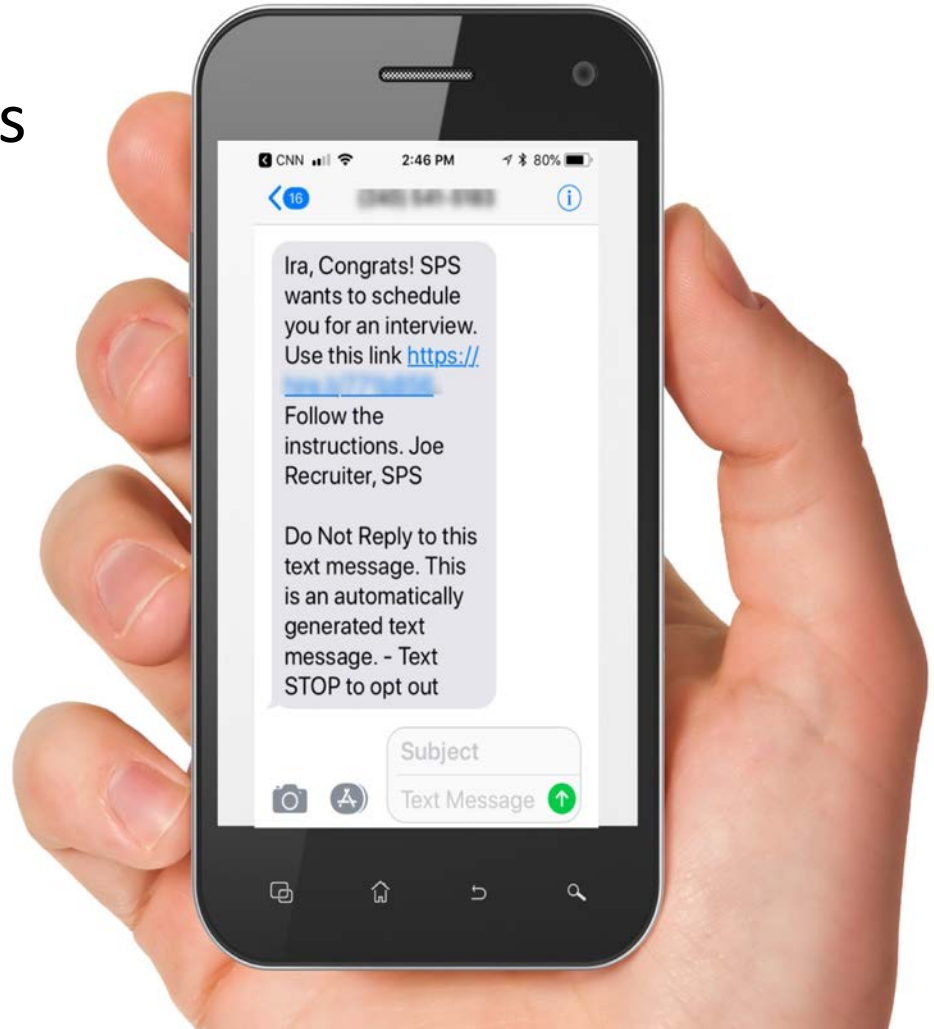 s
CNN 2:46 PM 80%
16
Ira, Congrats! SPS
wants to schedule
you for an interview.
Use this link https://
Follow the
instructions. Joe
Recruiter, SPS
Do Not Reply to this
text message. This
is an automatically
generated text
message. - Text
STOP to opt out
Subject
Text Message